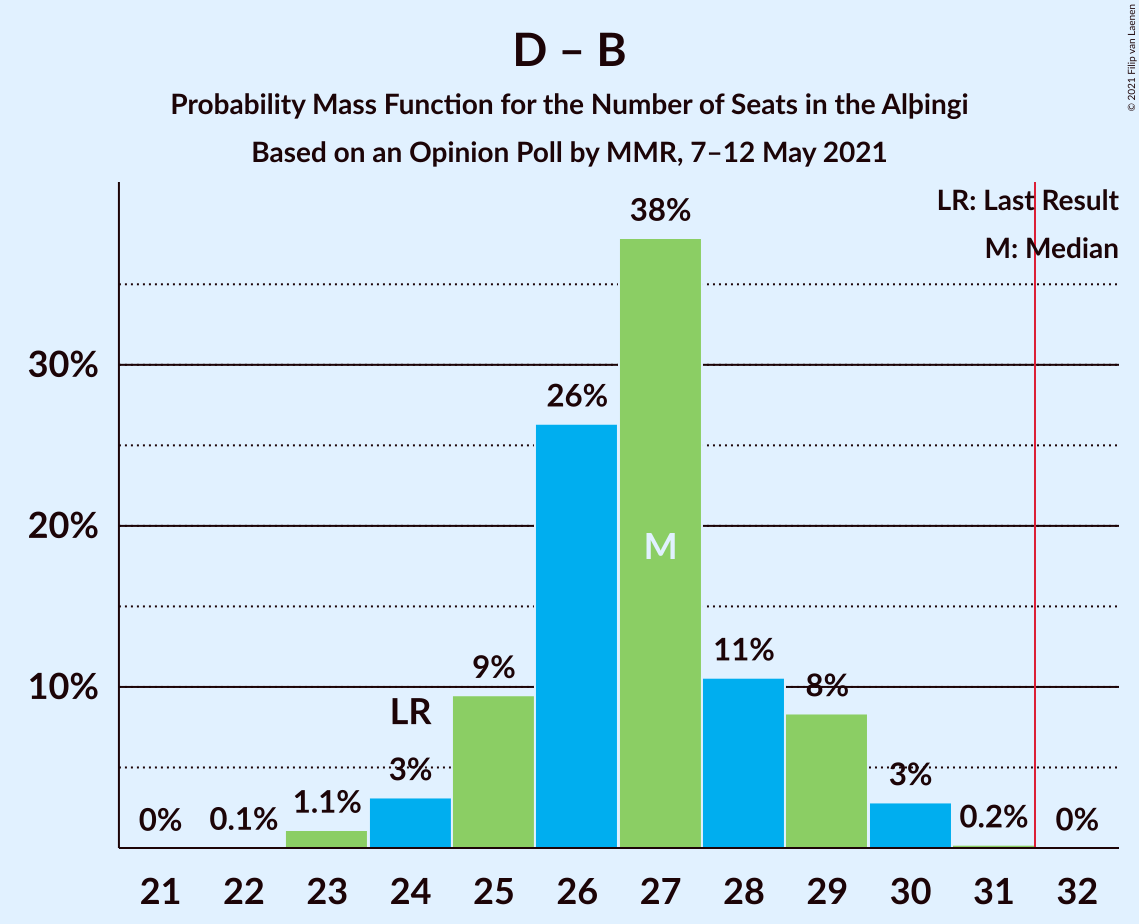 D – B
Probability Mass Function for the Number of Seats in the Alþingi
Based on an Opinion Poll by MMR, 7–12 May 2021
© 2021 Filip van Laenen
LR: Last Result
M: Median
38%
30%
26%
20%
M
11%
9%
8%
10%
LR
3%
3%
1.1%
0%
0.1%
0.2%
0%
21 22 23 24 25 26 27 28 29 30 31 32